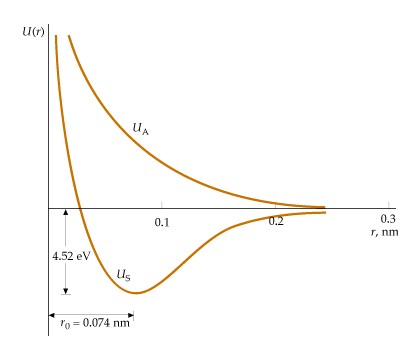 U(r)
U_A
0.1
0.2
0.3
r, nm
4.52 eV
U_S
r_0 = 0.074 nm